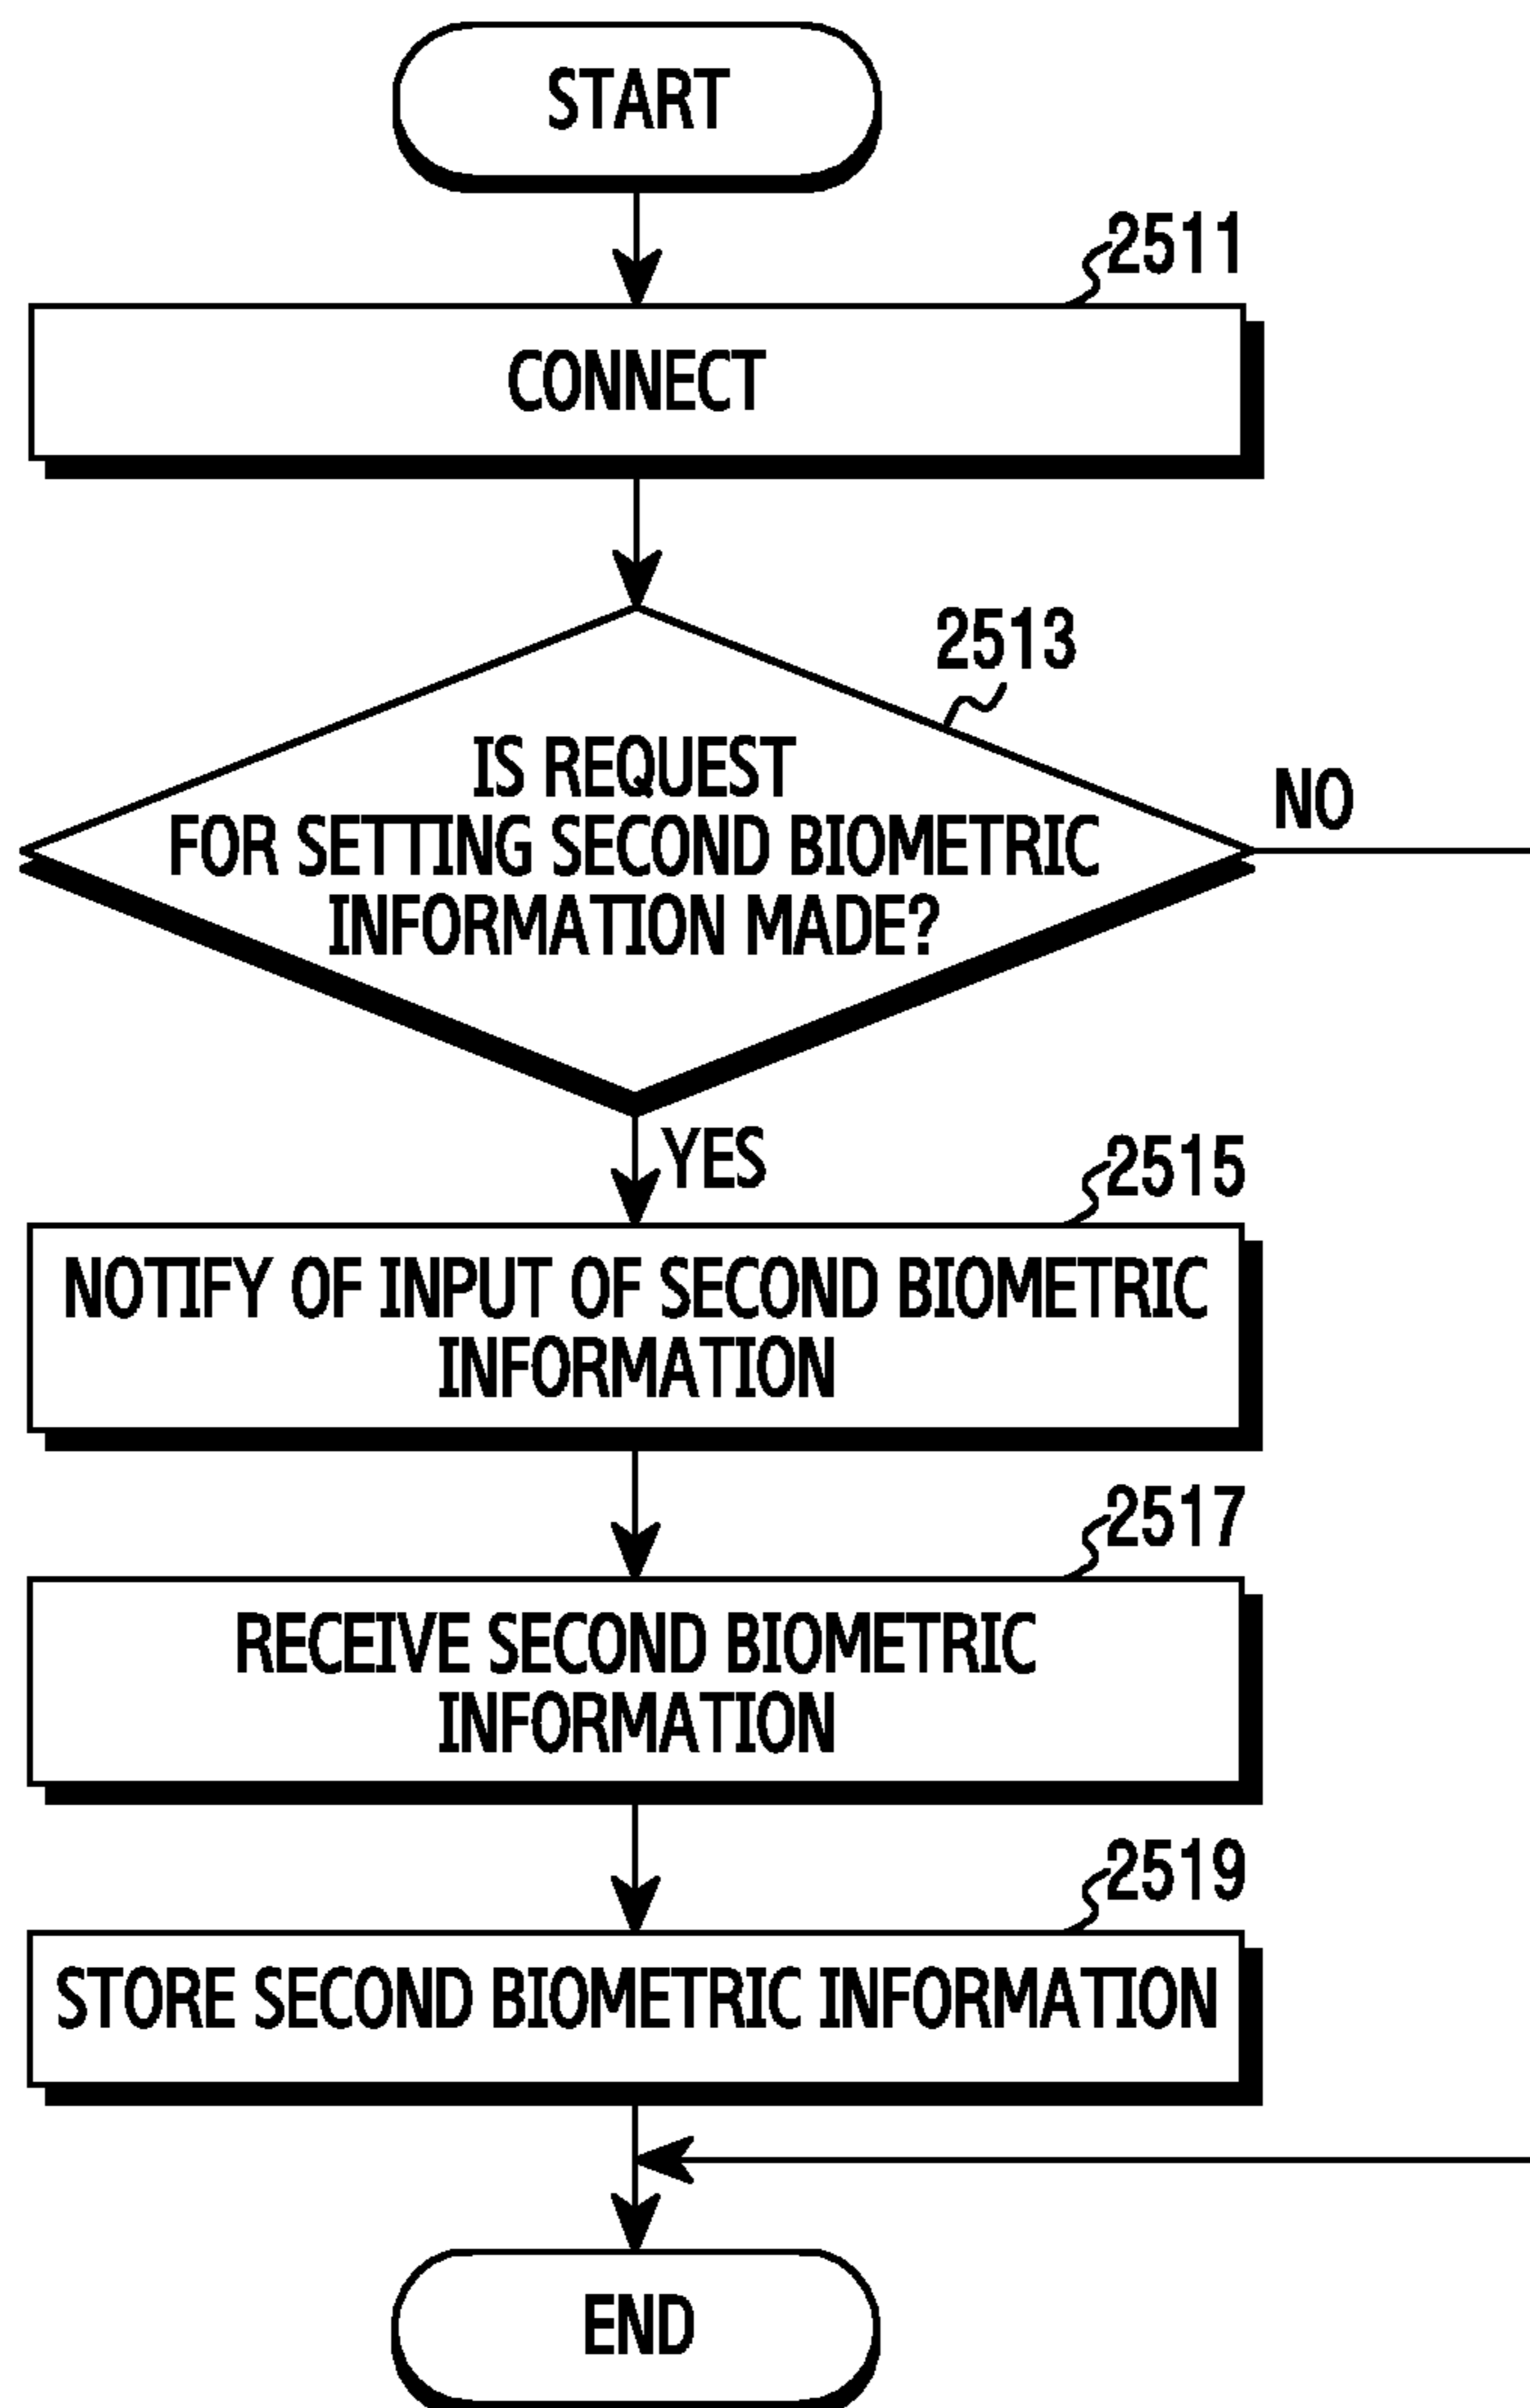 START
2511
CONNECT
2513
IS REQUEST
FOR SETTING SECOND BIOMETRIC
INFORMATION MADE?
NO
YES
2515
NOTIFY OF INPUT OF SECOND BIOMETRIC
INFORMATION
2517
RECEIVE SECOND BIOMETRIC
INFORMATION
2519
STORE SECOND BIOMETRIC INFORMATION
END